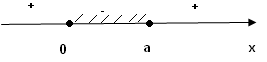 + - +
0 a x